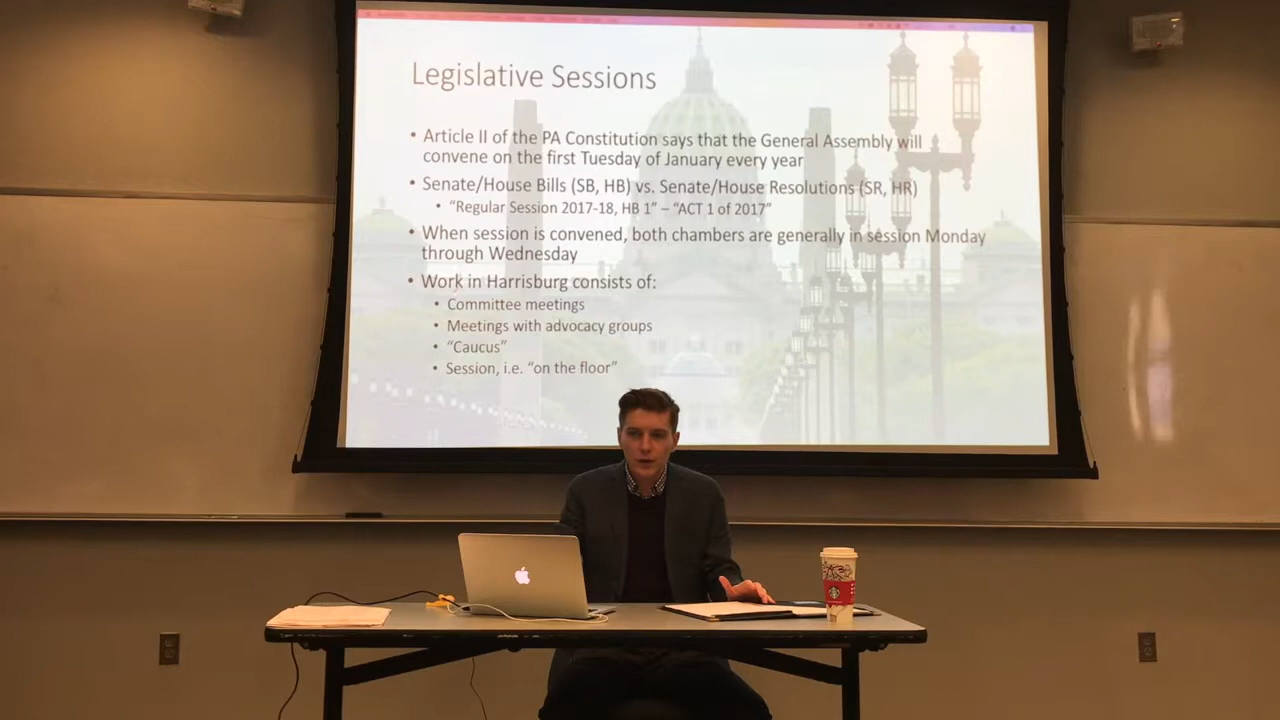 Legislative Sessions
• Article II of the PA Constitution says that the General Assembly will
convene on the first Tuesday of January every year
• Senate/House Bills (SB, HB) vs. Senate/House Resolutions (SR, HR)
• “Regular Session 2017-18, HB 1” – “ACT 1 of 2017”
• When session is convened, both chambers are generally in session Monday
through Wednesday
• Work in Harrisburg consists of:
• Committee meetings
• Meetings with advocacy groups
• “Caucus”
• Session, i.e. “on the floor”